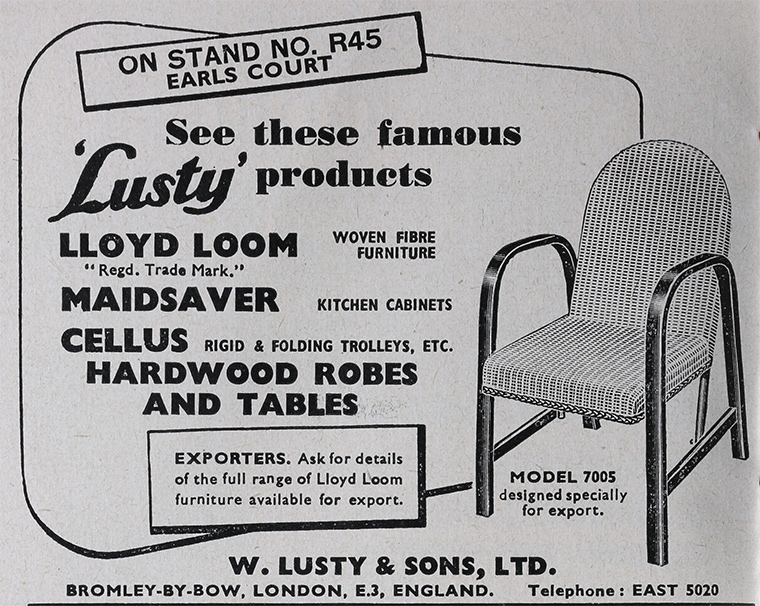 ON STAND NO. R45
EARLS COURT
See these famous
'Lusty' products
LLOYD LOOM WOVEN FIBRE FURNITURE
"Regd. Trade Mark."
MAIDSAVER KITCHEN CABINETS
CELLUS RIGID & FOLDING TROLLEYS, ETC.
HARDWOOD ROBES
AND TABLES
EXPORTERS. Ask for details
of the full range of Lloyd Loom
furniture available for export.
MODEL 7005
designed specially
for export.
W. LUSTY & SONS, LTD.
BROMLEY-BY-BOW, LONDON, E.3, ENGLAND. Telephone: EAST 5020